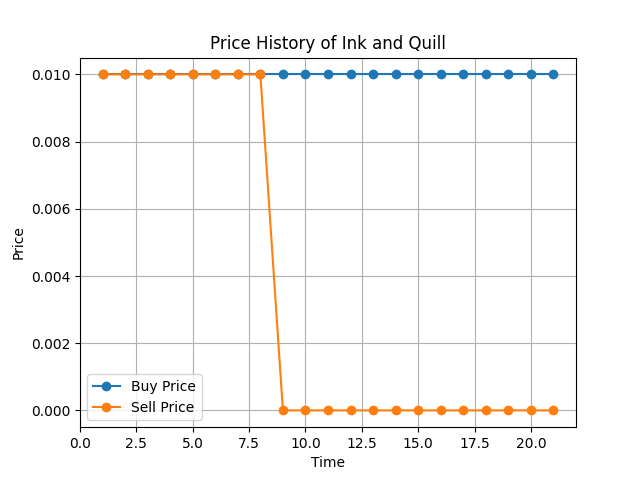 Price History of Ink and Quill
0.010
0.008
0.006
0.004
0.002
0.000
Price
Buy Price
Sell Price
0.0 2.5 5.0 7.5 10.0 12.5 15.0 17.5 20.0
Time